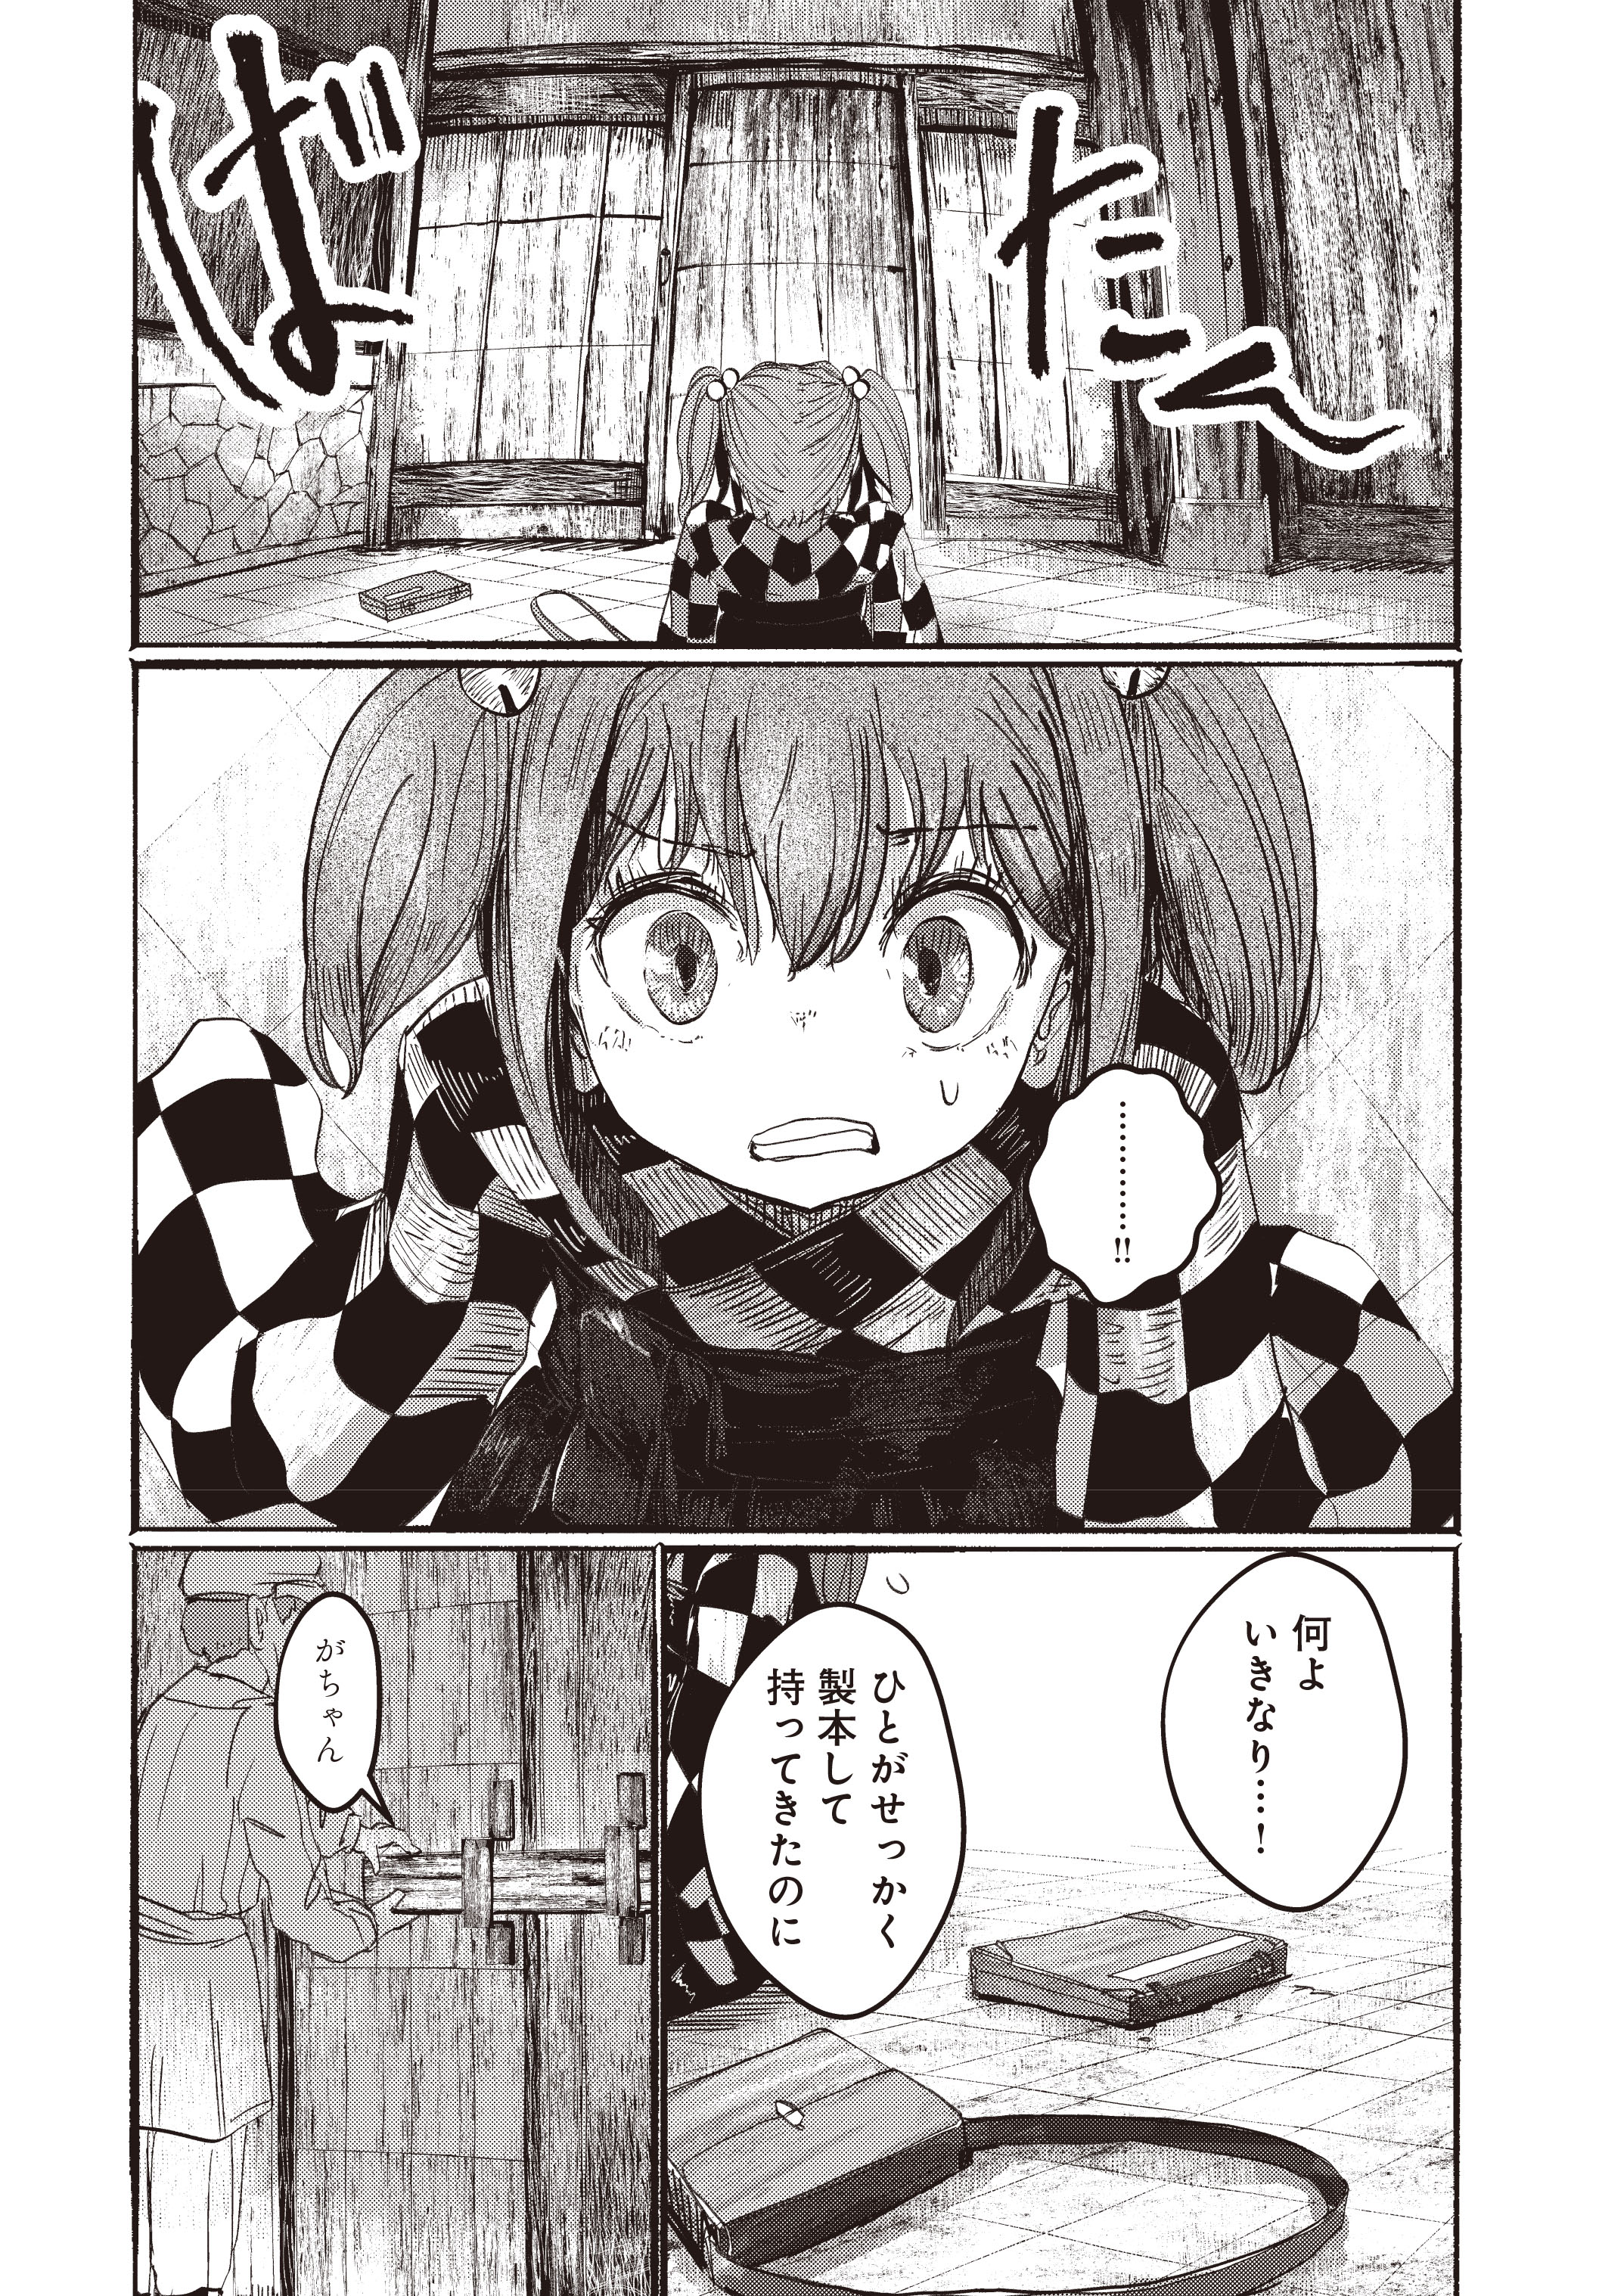 ばたーん
…………!!
何よ
いきなり…！
ひとがせっかく
製本して
持ってきたのに
がちゃん